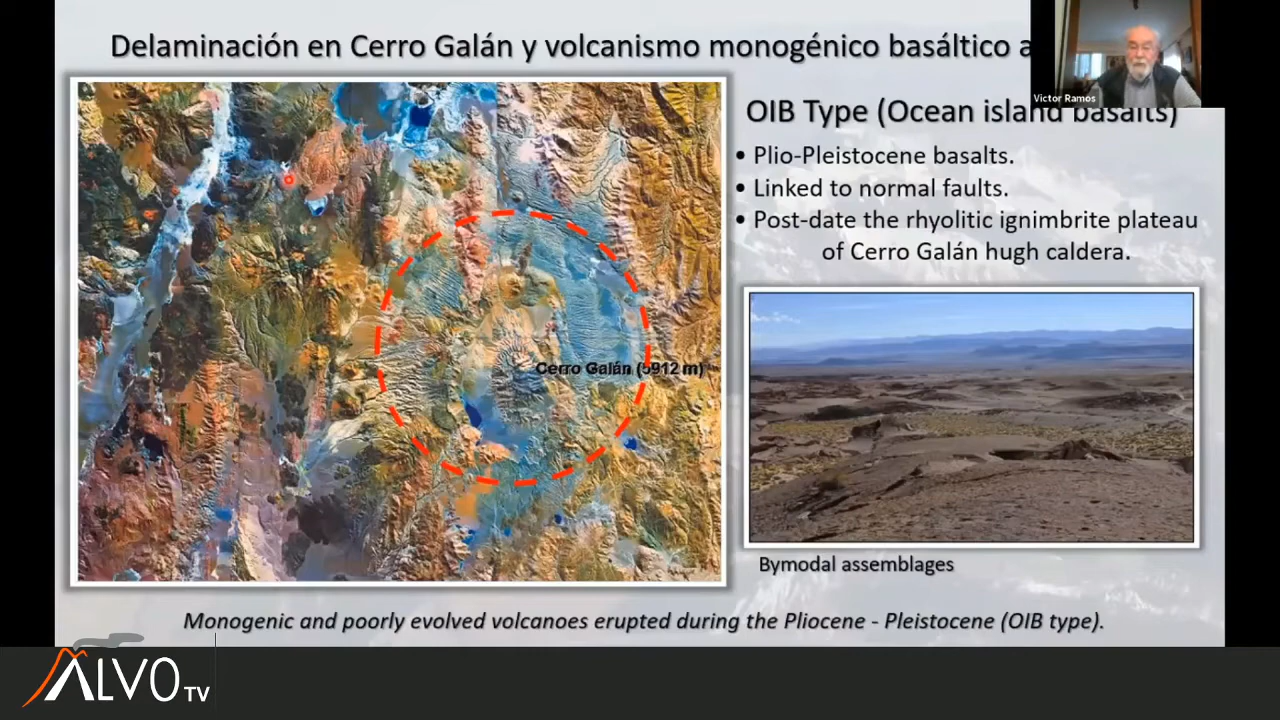 Delaminación en Cerro Galán y volcanismo monogénico basáltico a
Victor Ramos
OIB Type (Ocean island basalts)
• Plio-Pleistocene basalts.
• Linked to normal faults.
• Post-date the rhyolitic ignimbrite plateau
of Cerro Galán hugh caldera.
Cerro Galán (5912 m)
Bymodal assemblages
Monogenic and poorly evolved volcanoes erupted during the Pliocene - Pleistocene (OIB type).
ALVO TV